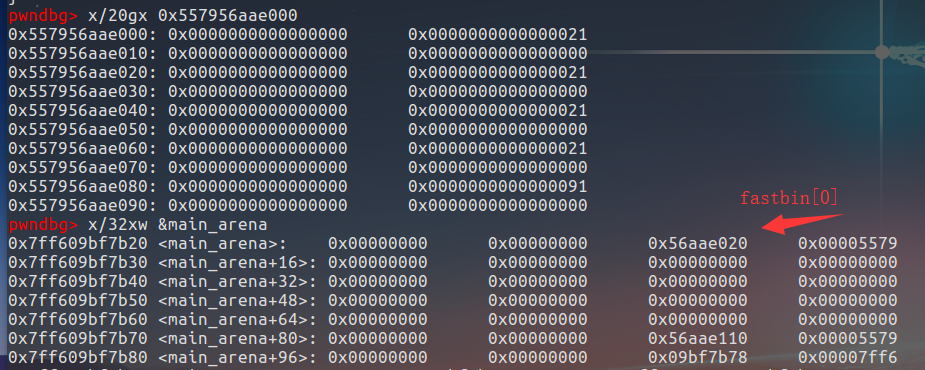 pwndbg> x/20gx 0x557956aae000
0x557956aae000: 0x0000000000000000 0x0000000000000021
0x557956aae010: 0x0000000000000000 0x0000000000000000
0x557956aae020: 0x0000000000000000 0x0000000000000021
0x557956aae030: 0x0000000000000000 0x0000000000000000
0x557956aae040: 0x0000000000000000 0x0000000000000021
0x557956aae050: 0x0000000000000000 0x0000000000000000
0x557956aae060: 0x0000000000000000 0x0000000000000021
0x557956aae070: 0x0000000000000000 0x0000000000000000
0x557956aae080: 0x0000000000000000 0x0000000000000091
0x557956aae090: 0x0000000000000000 0x0000000000000000
fastbin[0]
pwndbg> x/32xw &main_arena
0x7ff609bf7b20 <main_arena>: 0x00000000 0x00000000 0x56aae020 0x00005579
0x7ff609bf7b30 <main_arena+16>: 0x00000000 0x00000000 0x00000000 0x00000000
0x7ff609bf7b40 <main_arena+32>: 0x00000000 0x00000000 0x00000000 0x00000000
0x7ff609bf7b50 <main_arena+48>: 0x00000000 0x00000000 0x00000000 0x00000000
0x7ff609bf7b60 <main_arena+64>: 0x00000000 0x00000000 0x00000000 0x00000000
0x7ff609bf7b70 <main_arena+80>: 0x00000000 0x00000000 0x56aae110 0x00005579
0x7ff609bf7b80 <main_arena+96>: 0x00000000 0x00000000 0x09bf7b78 0x00007ff6